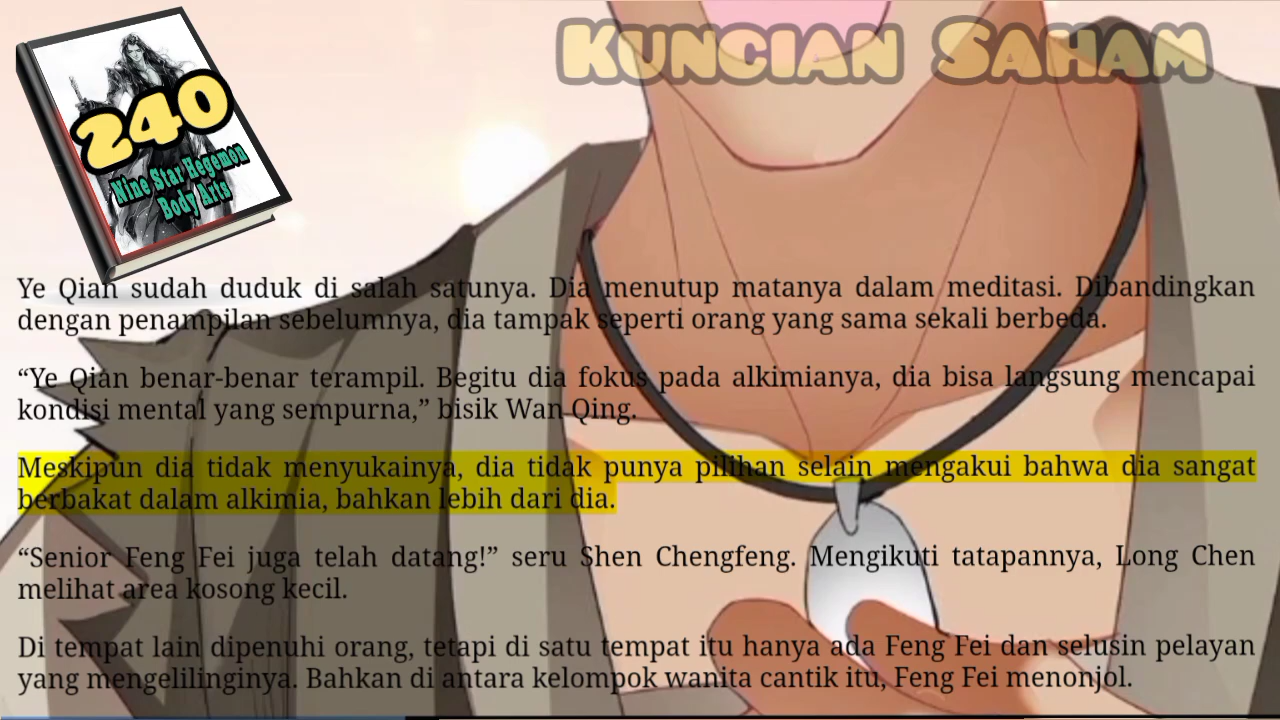 Kuncian Saham
240
Nine Star Hegemon
Body Arts
Ye Qian sudah duduk di salah satunya. Dia menutup matanya dalam meditasi. Dibandingkan
dengan penampilan sebelumnya, dia tampak seperti orang yang sama sekali berbeda.
“Ye Qian benar-benar terampil. Begitu dia fokus pada alkimianya, dia bisa langsung mencapai
kondisi mental yang sempurna,” bisik Wan Qing.
Meskipun dia tidak menyukainya, dia tidak punya pilihan selain mengakui bahwa dia sangat
berbakat dalam alkimia, bahkan lebih dari dia.
“Senior Feng Fei juga telah datang!” seru Shen Chengfeng. Mengikuti tatapannya, Long Chen
melihat area kosong kecil.
Di tempat lain dipenuhi orang, tetapi di satu tempat itu hanya ada Feng Fei dan selusin pelayan
yang mengelilinginya. Bahkan di antara kelompok wanita cantik itu, Feng Fei menonjol.